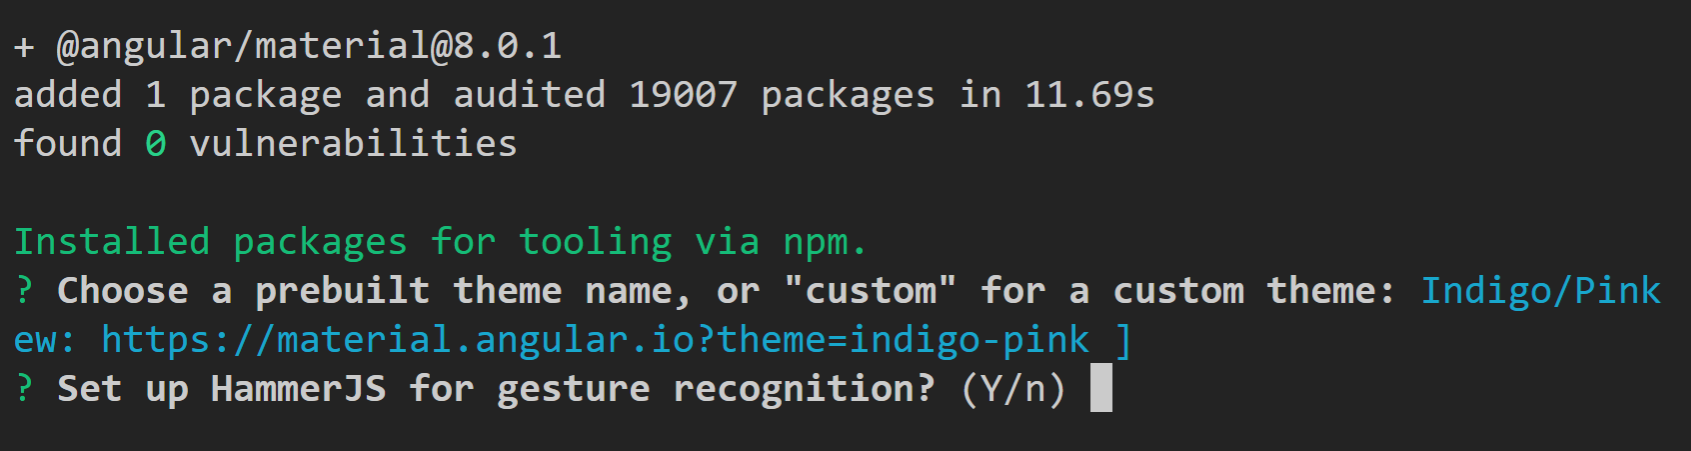 + @angular/material@8.0.1
added 1 package and audited 19007 packages in 11.69s
found 0 vulnerabilities
Installed packages for tooling via npm.
? Choose a prebuilt theme name, or "custom" for a custom theme: Indigo/Pink
ew: https://material.angular.io?theme=indigo-pink ]
? Set up HammerJS for gesture recognition? (Y/n)